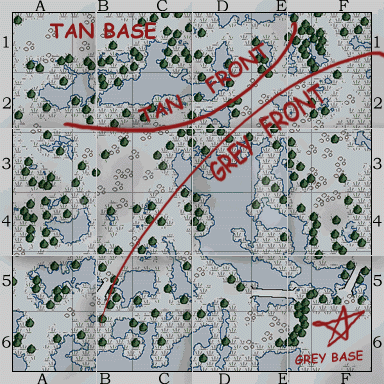 A B C D E F
1 1
TAN BASE
TAN FRONT
2 2
GREY FRONT
3 3
4 4
5 5
6 6
GREY BASE
A B C D E F